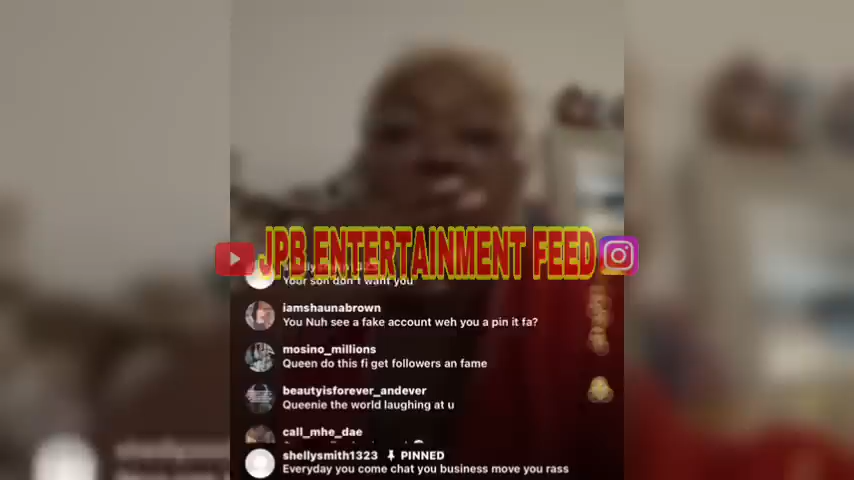 JPB ENTERTAINMENT FEED
Your son don't want you
iamshaunabrown
You Nuh see a fake account weh you a pin it fa?
mosino_millions
Queen do this fi get followers an fame
beautyisforever_andever
Queenie the world laughing at u
call_mhe_dae
shellysmith1323 PINNED
Everyday you come chat you business move you rass